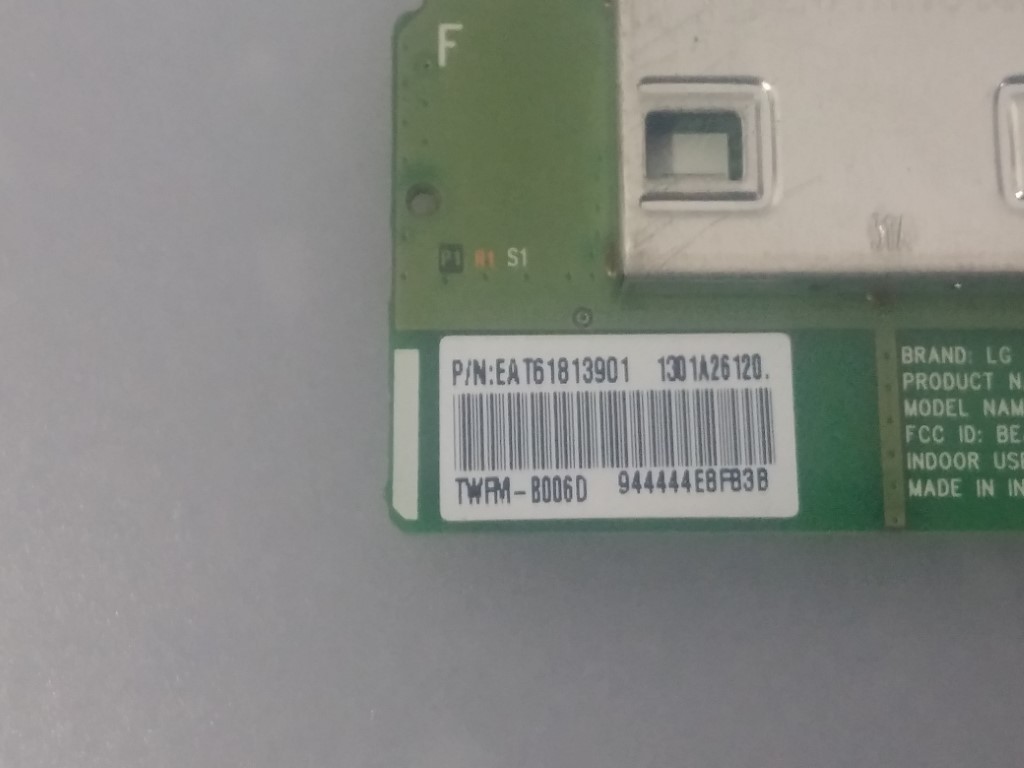 F
P1 R1 S1
P/N:EAT61813901 1301A26120.
TWFM-B006D 944444E8FB3B
BRAND: LG
PRODUCT N
MODEL NAM
FCC ID: BE
INDOOR USE
MADE IN IN